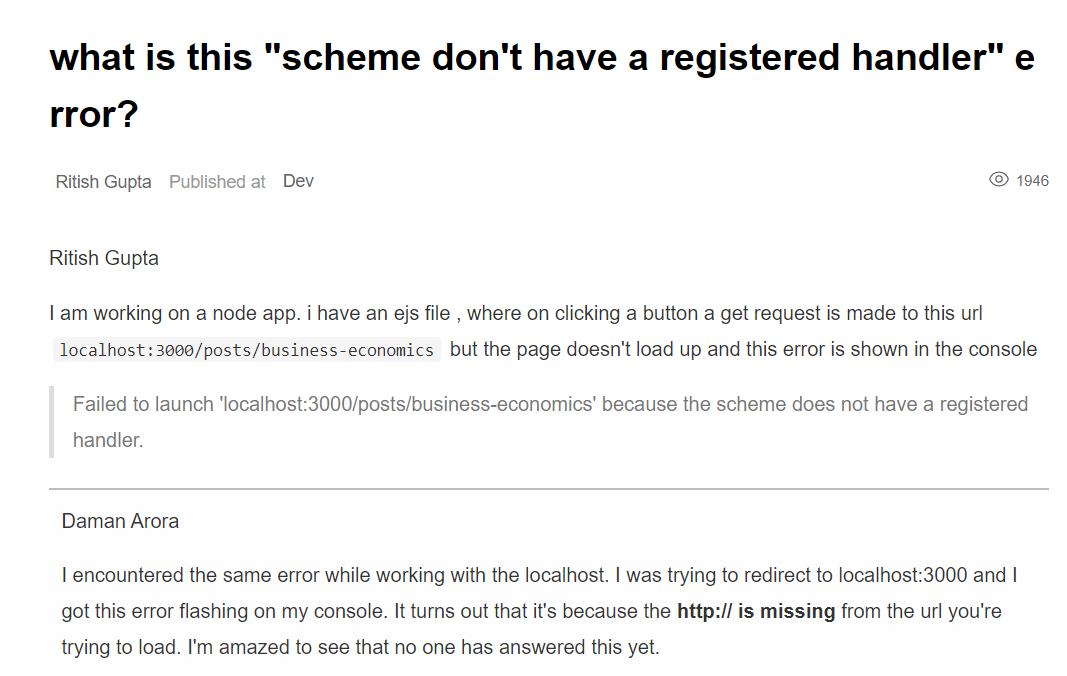 what is this "scheme don't have a registered handler" e
rror?
Ritish Gupta Published at Dev 1946
Ritish Gupta
I am working on a node app. i have an ejs file , where on clicking a button a get request is made to this url
localhost:3000/posts/business-economics but the page doesn't load up and this error is shown in the console
Failed to launch 'localhost:3000/posts/business-economics' because the scheme does not have a registered
handler.
Daman Arora
I encountered the same error while working with the localhost. I was trying to redirect to localhost:3000 and I
got this error flashing on my console. It turns out that it's because the http:// is missing from the url you're
trying to load. I'm amazed to see that no one has answered this yet.